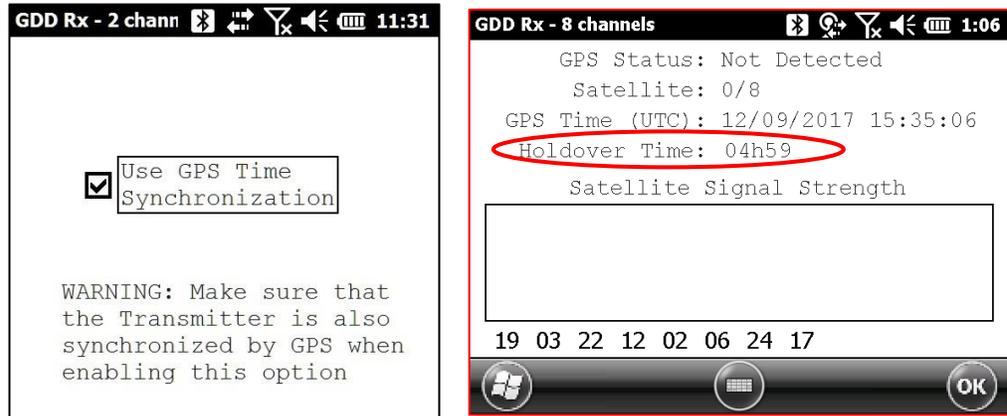 GDD Rx - 2 chann 11:31
Use GPS Time
Synchronization
WARNING: Make sure that
the Transmitter is also
synchronized by GPS when
enabling this option
GDD Rx - 8 channels 1:06
GPS Status: Not Detected
Satellite: 0/8
GPS Time (UTC): 12/09/2017 15:35:06
Holdover Time: 04h59
Satellite Signal Strength
19 03 22 12 02 06 24 17
OK